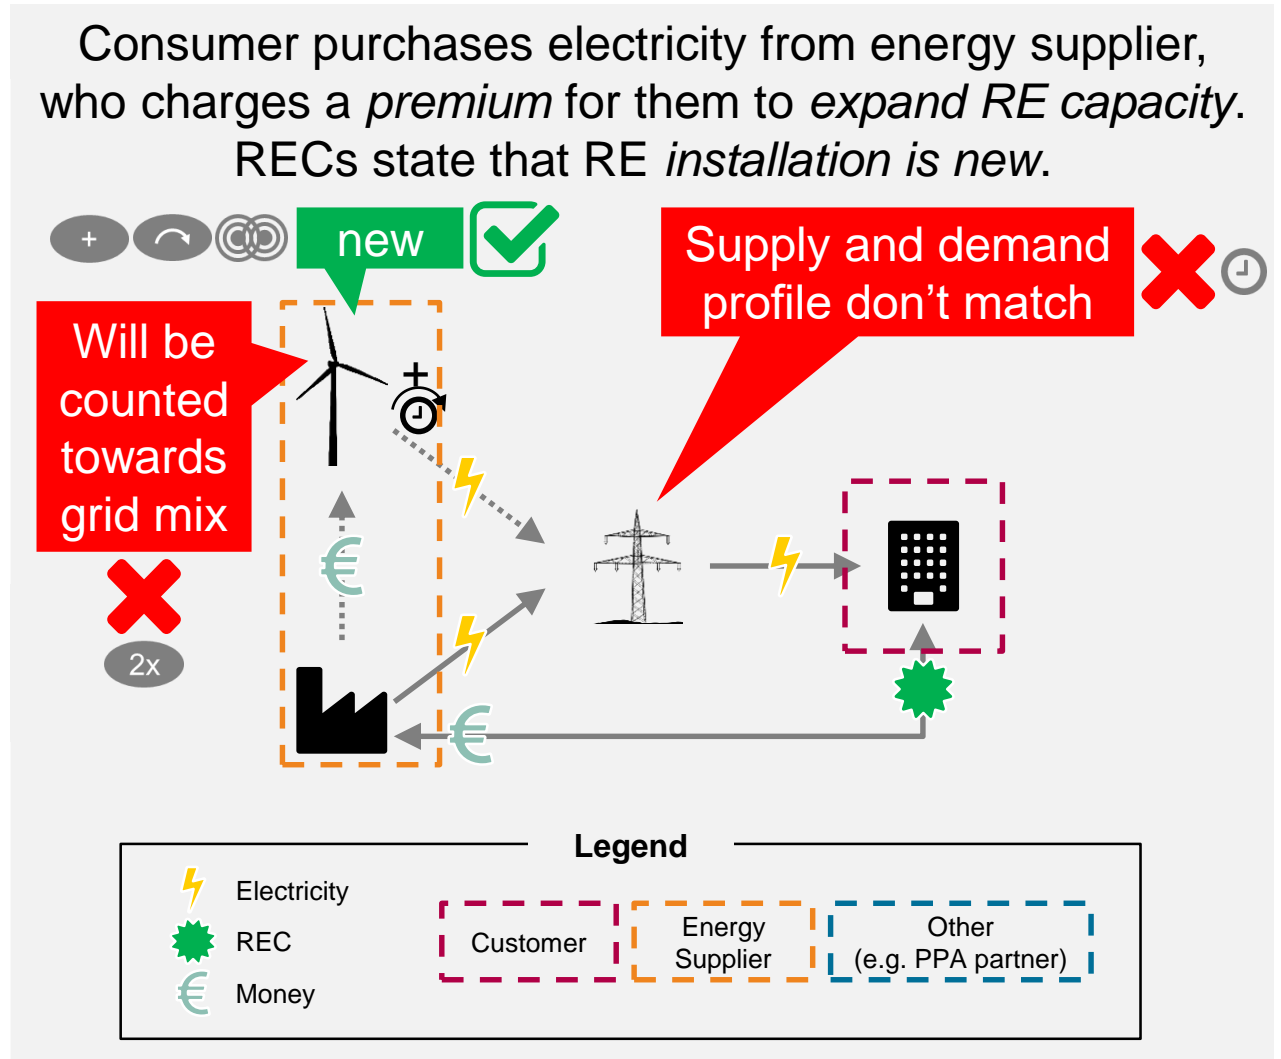 Consumer purchases electricity from energy supplier,
who charges a premium for them to expand RE capacity.
RECs state that RE installation is new.
+
new
Supply and demand
profile don’t match
Will be
counted
towards
grid mix
+
€
2x
€
Legend
Electricity
REC
€ Money
Customer
Energy
Supplier
Other
(e.g. PPA partner)